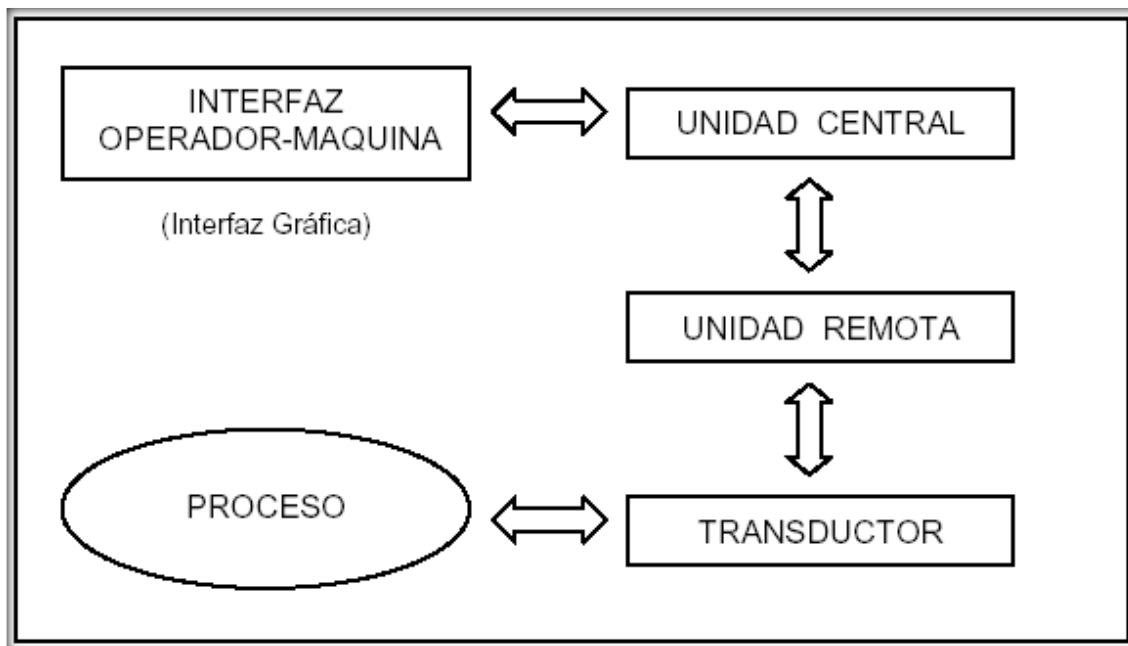 INTERFAZ
OPERADOR-MAQUINA
(Interfaz Gráfica)
UNIDAD CENTRAL
UNIDAD REMOTA
PROCESO
TRANSDUCTOR